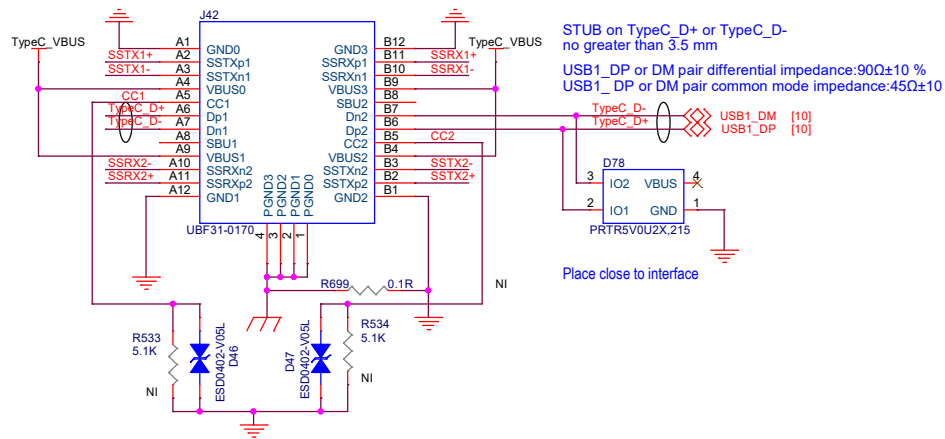 J42
TypeC_VBUS
A1 GND0 GND3 B12
SSTX1+ A2 SSTXp1 SSRXp1 B11 SSRX1+
SSTX1- A3 SSTXn1 SSRXn1 B10 SSRX1-
A4 VBUS0 VBUS3 B9
CC1 A5 CC1 SBU2 B8
TypeC_D+ A6 Dp1 Dn2 B7
TypeC_D- A7 Dn1 Dp2 B6
A8 SBU1 CC2 B5 CC2
A9 VBUS1 VBUS2 B4
SSRX2- A10 SSRXn2 SSTXn2 B3 SSTX2-
SSRX2+ A11 SSRXp2 SSTXp2 B2 SSTX2+
A12 GND1 GND2 B1
PGND3
PGND2
PGND1
PGND0
UBF31-0170
4
3
2
1
TypeC_VBUS
STUB on TypeC_D+ or TypeC_D-
no greater than 3.5 mm
USB1_DP or DM pair differential impedance:90Ω±10 %
USB1_ DP or DM pair common mode impedance:45Ω±10
TypeC_D- USB1_DM [10]
TypeC_D+ USB1_DP [10]
D78
3 IO2 VBUS 4
2 IO1 GND 1
PRTR5V0U2X,215
Place close to interface
R699 0.1R
NI
R533
5.1K
NI
ESD0402-V05L
D46
D47
ESD0402-V05L
R534
5.1K
NI